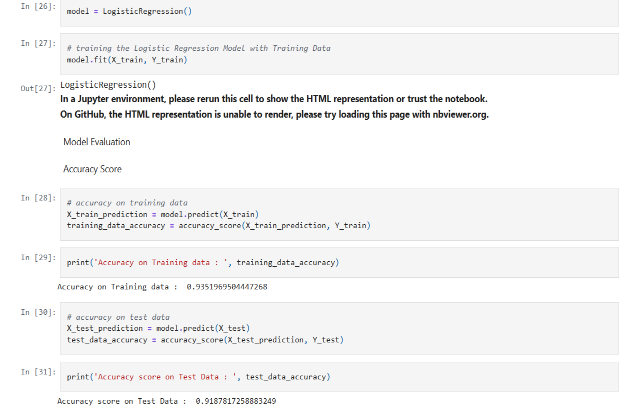 In [26]:
model = LogisticRegression()
In [27]:
# training the Logistic Regression Model with Training Data
model.fit(X_train, Y_train)
Out[27]: LogisticRegression()
In a Jupyter environment, please rerun this cell to show the HTML representation or trust the notebook.
On GitHub, the HTML representation is unable to render, please try loading this page with nbviewer.org.
Model Evaluation
Accuracy Score
In [28]:
# accuracy on training data
X_train_prediction = model.predict(X_train)
training_data_accuracy = accuracy_score(X_train_prediction, Y_train)
In [29]:
print('Accuracy on Training data : ', training_data_accuracy)
Accuracy on Training data :  0.9351969504447268
In [30]:
# accuracy on test data
X_test_prediction = model.predict(X_test)
test_data_accuracy = accuracy_score(X_test_prediction, Y_test)
In [31]:
print('Accuracy score on Test Data : ', test_data_accuracy)
Accuracy score on Test Data :  0.9187817258883249